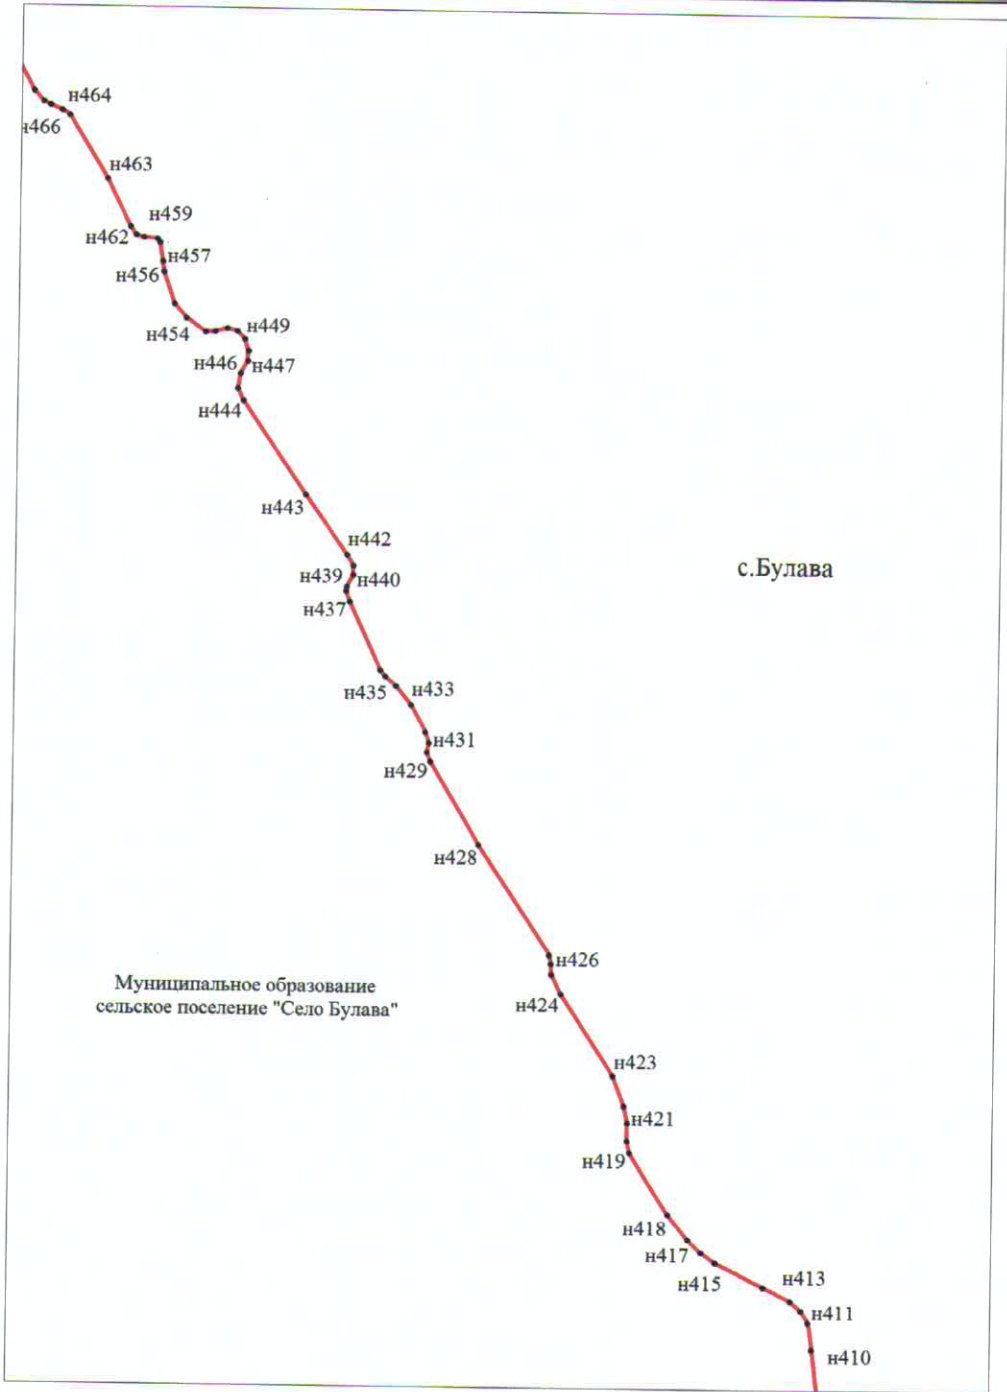 н464
н466
н463
н459
н462
н457
н456
н454
н449
н446
н447
н444
н443
н442
н439
н440
н437
с.Булава
н435
н433
н431
н429
н428
н426
Муниципальное образование
н424
сельское поселение "Село Булава"
н423
н421
н419
н418
н417
н415
н413
н411
н410